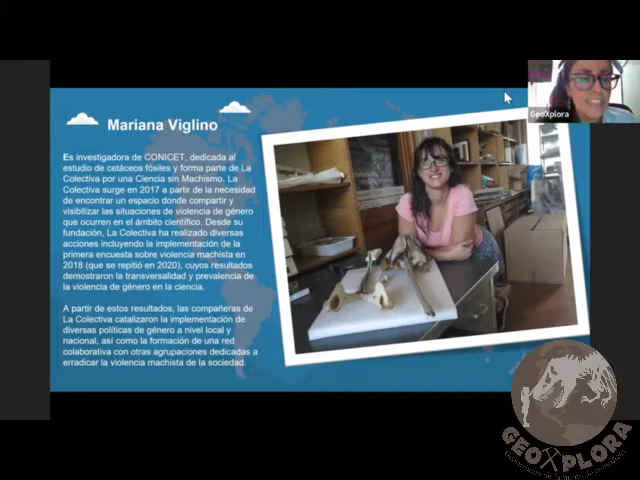 Mariana Viglino
Es investigadora de CONICET, dedicada al
estudio de cetáceos fósiles y forma parte de La
Colectiva por una Ciencia sin Machismo. La
Colectiva surge en 2017 a partir de la necesidad
de encontrar un espacio donde compartir y
visibilizar las situaciones de violencia de género
que ocurren en el ámbito científico. Desde su
fundación, La Colectiva ha realizado diversas
acciones incluyendo la implementación de la
primera encuesta sobre violencia machista en
2018 (que se repitió en 2020), cuyos resultados
demostraron la transversalidad y prevalencia de
la violencia de género en la ciencia.
A partir de estos resultados, las compañeras de
La Colectiva catalizaron la implementación de
diversas políticas de género a nivel local y
nacional, así como la formación de una red
colaborativa con otras agrupaciones dedicadas a
erradicar la violencia machista de la sociedad.
GeoXplora
GEOXPLORA